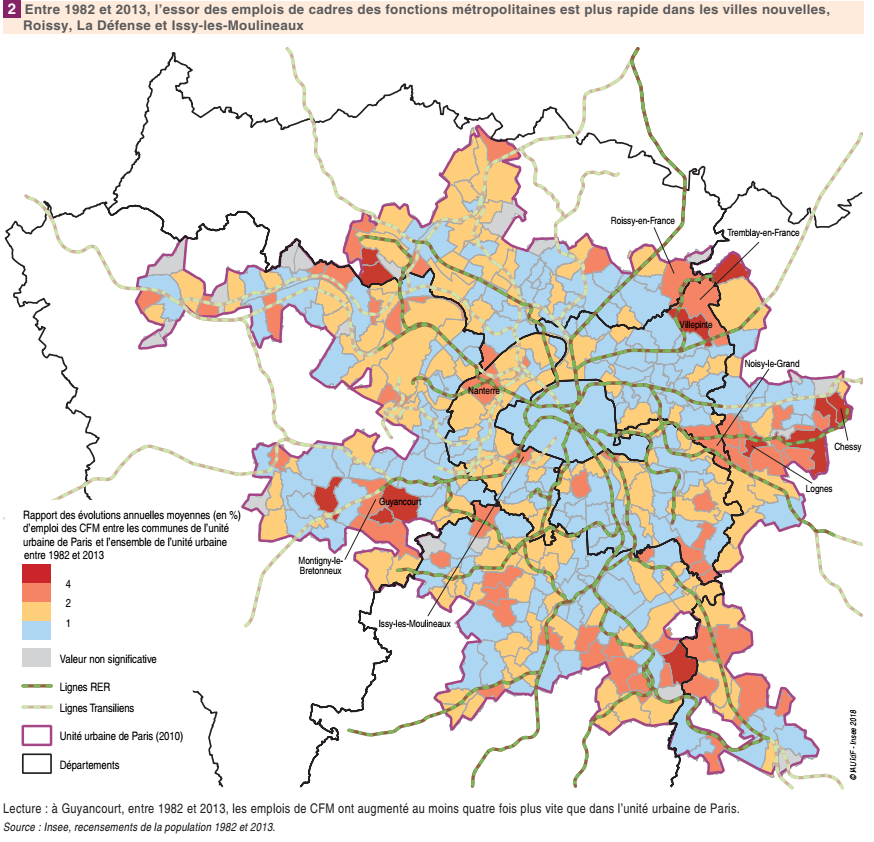 2 Entre 1982 et 2013, l'essor des emplois de cadres des fonctions métropolitaines est plus rapide dans les villes nouvelles,
Roissy, La Défense et Issy-les-Moulineaux
Roissy-en-France
Tremblay-en-France
Villepinte
Noisy-le-Grand
Nanterre
Chessy
Lognes
Guyancourt
Montigny-le-
Bretonneux
Issy-les-Moulineaux
Rapport des évolutions annuelles moyennes (en %)
d'emploi des CFM entre les communes de l'unité
urbaine de Paris et l'ensemble de l'unité urbaine
entre 1982 et 2013
4
2
1
Valeur non significative
Lignes RER
Lignes Transiliens
Unité urbaine de Paris (2010)
Départements
© IAU îdF - Insee 2018
Lecture : à Guyancourt, entre 1982 et 2013, les emplois de CFM ont augmenté au moins quatre fois plus vite que dans l'unité urbaine de Paris.
Source : Insee, recensements de la population 1982 et 2013.